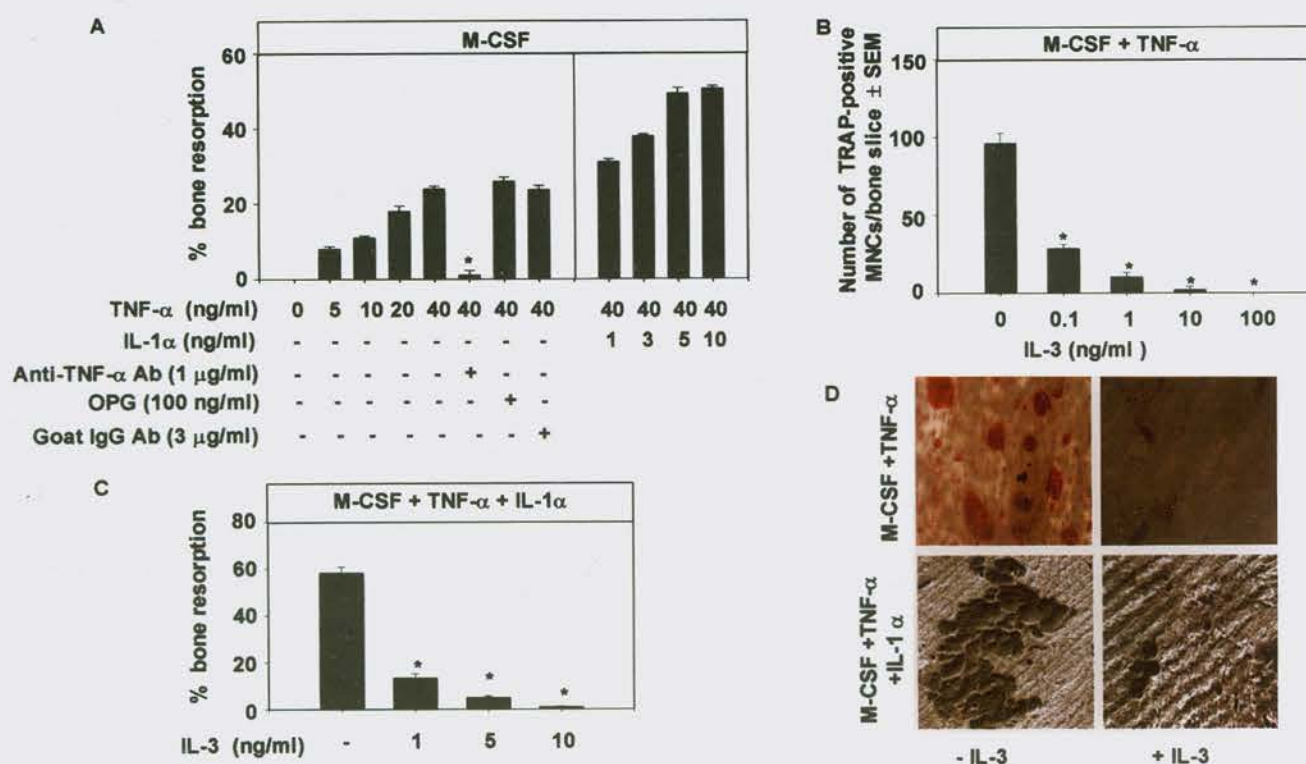 A
M-CSF
% bone resorption
60
40
20
0
TNF-α (ng/ml) 0 5 10 20 40 40 40 40 40 40 40 40
IL-1α (ng/ml) - - - - - - - - 1 3 5 10
Anti-TNF-α Ab (1 μg/ml) - - - - - + - -
OPG (100 ng/ml) - - - - - - + -
Goat IgG Ab (3 μg/ml) - - - - - - - +
*
B
M-CSF + TNF-α
Number of TRAP-positive
MNCs/bone slice ± SEM
150
100
50
0
* * * *
0 0.1 1 10 100
IL-3 (ng/ml )
C
M-CSF + TNF-α + IL-1α
% bone resorption
80
60
40
20
0
* * *
IL-3 (ng/ml) - 1 5 10
D
M-CSF +TNF-α
M-CSF +TNF-α
+IL-1 α
- IL-3 + IL-3